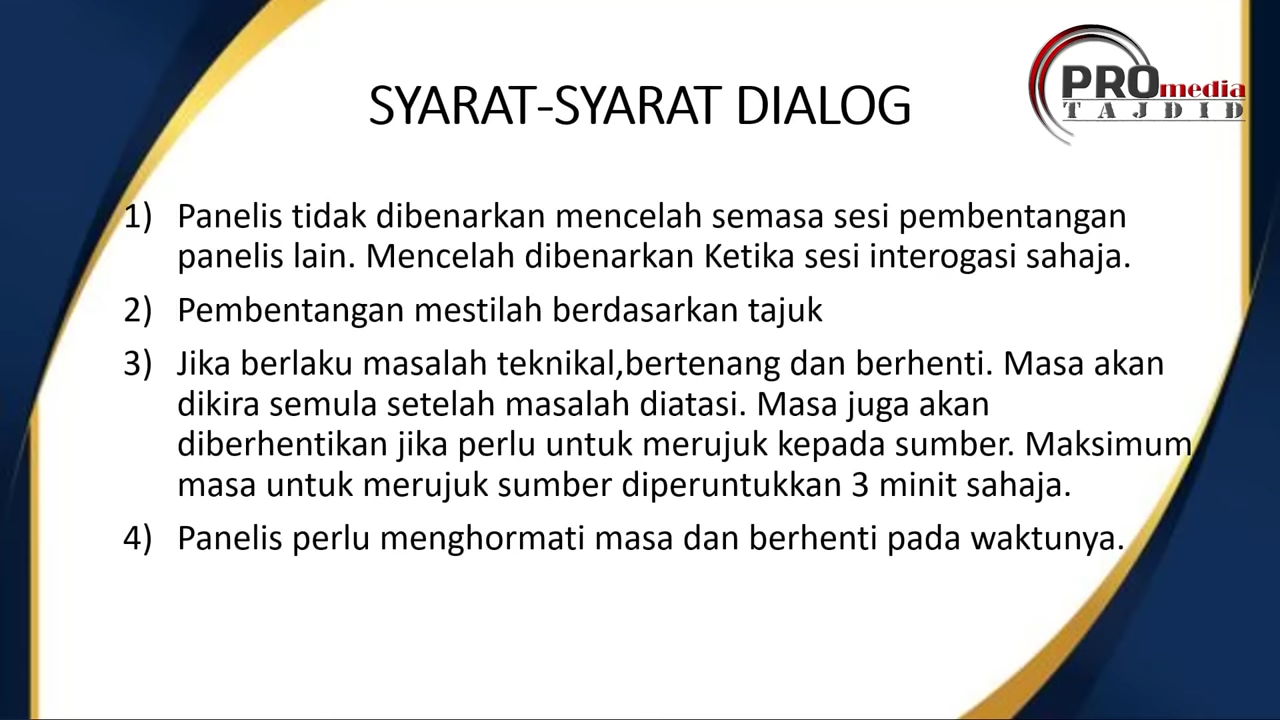 SYARAT-SYARAT DIALOG
PROmedia
TAJDID
1) Panelis tidak dibenarkan mencelah semasa sesi pembentangan
panelis lain. Mencelah dibenarkan Ketika sesi interogasi sahaja.
2) Pembentangan mestilah berdasarkan tajuk
3) Jika berlaku masalah teknikal,bertenang dan berhenti. Masa akan
dikira semula setelah masalah diatasi. Masa juga akan
diberhentikan jika perlu untuk merujuk kepada sumber. Maksimum
masa untuk merujuk sumber diperuntukkan 3 minit sahaja.
4) Panelis perlu menghormati masa dan berhenti pada waktunya.